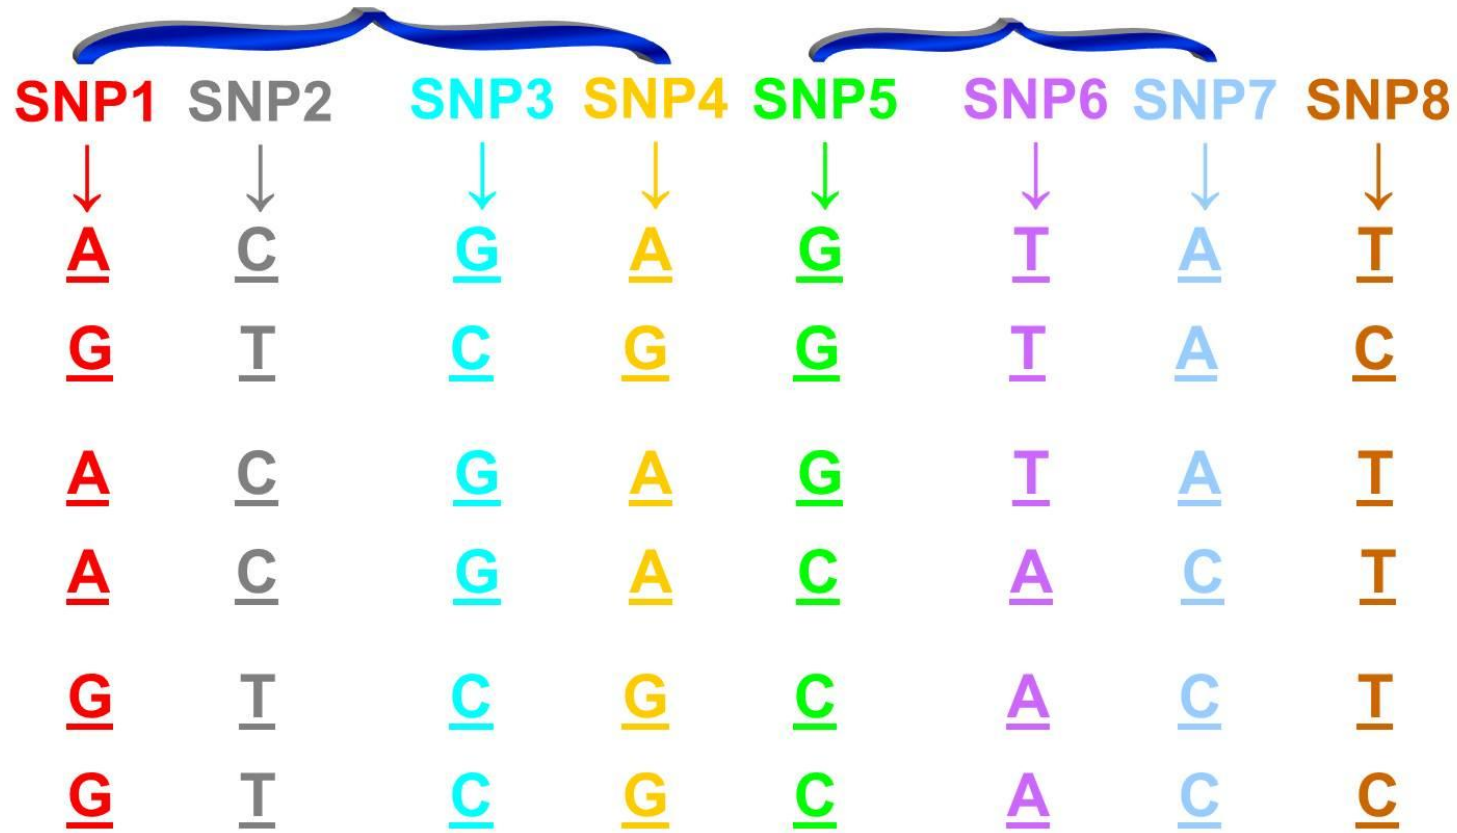 SNP1 SNP2 SNP3 SNP4 SNP5 SNP6 SNP7 SNP8
A C G A G T A T
G T C G G T A C
A C G A G T A T
A C G A C A C T
G T C G C A C T
G T C G C A C C